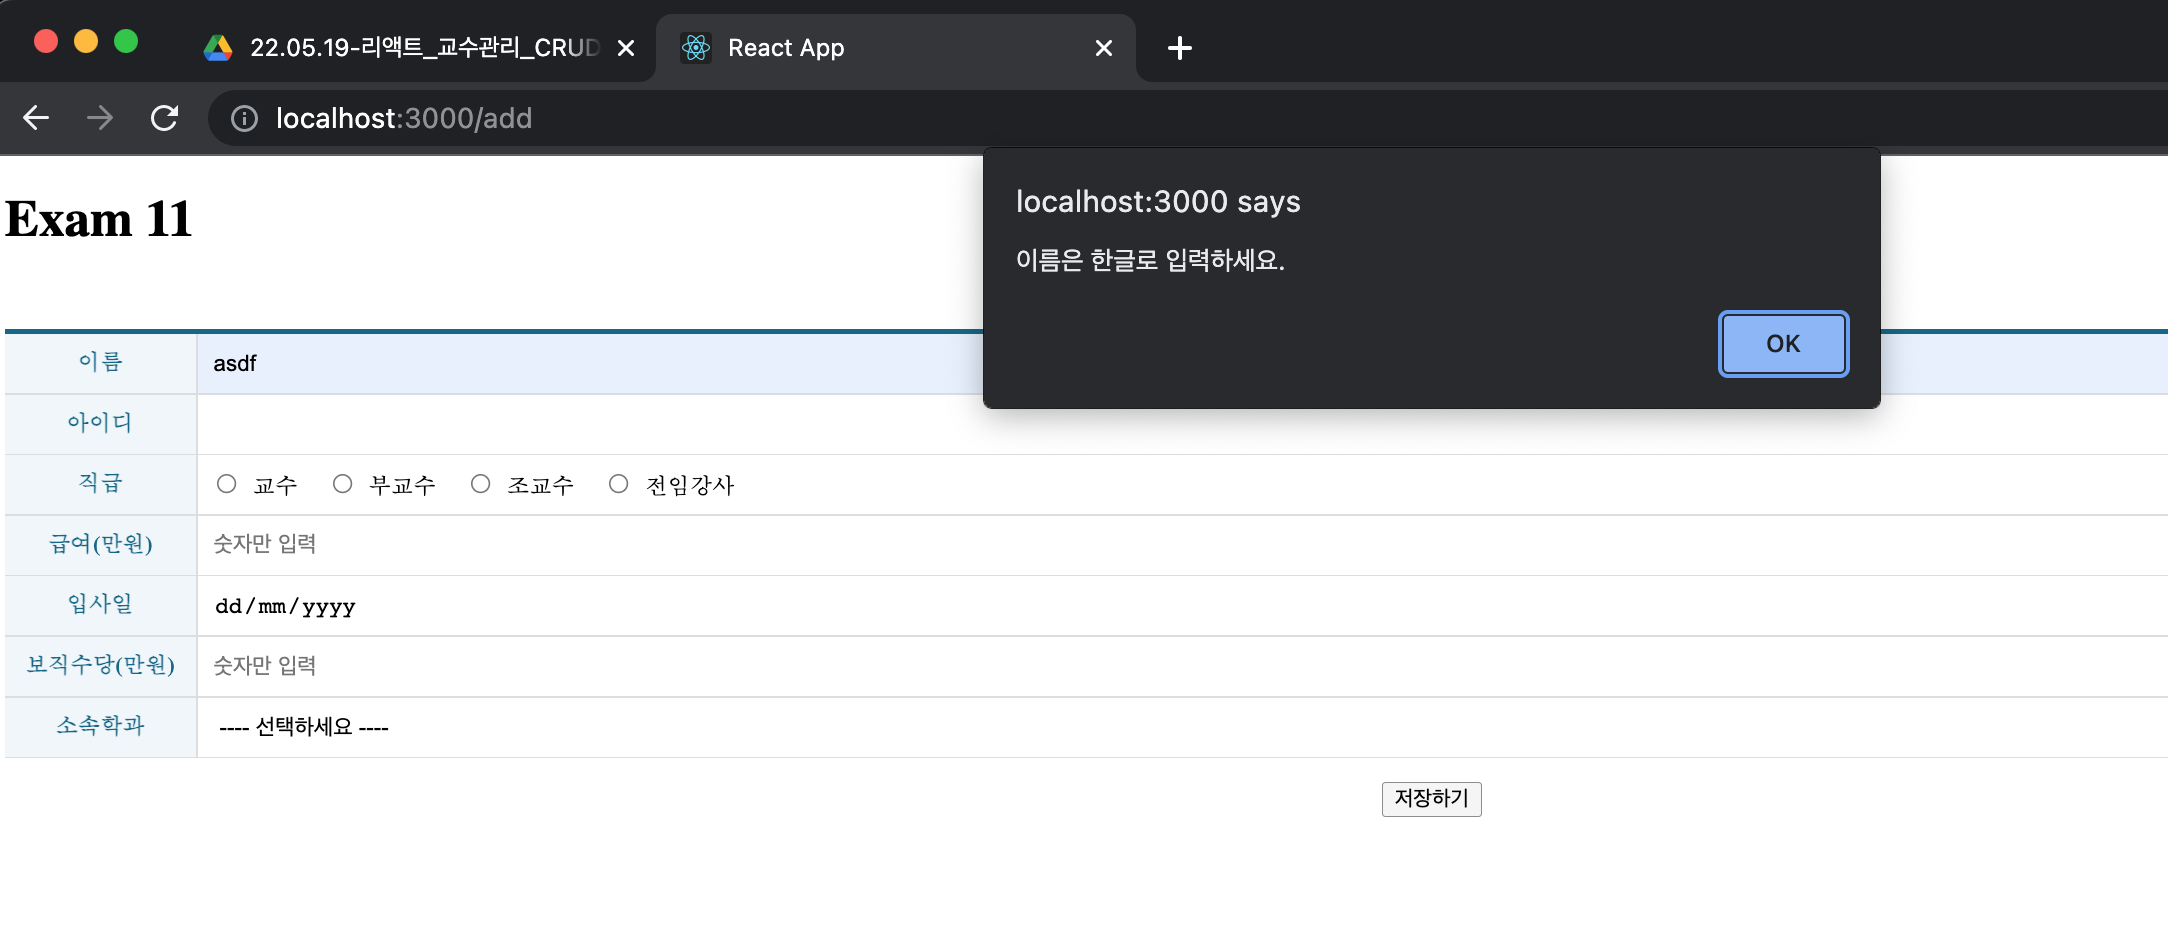 22.05.19-리액트_교수관리_CRUD
React App
localhost:3000/add
localhost:3000 says
이름은 한글로 입력하세요.
OK
Exam 11
이름 asdf
아이디
직급 교수 부교수 조교수 전임강사
급여(만원) 숫자만 입력
입사일 dd/mm/yyyy
보직수당(만원) 숫자만 입력
소속학과 ---- 선택하세요 ----
저장하기